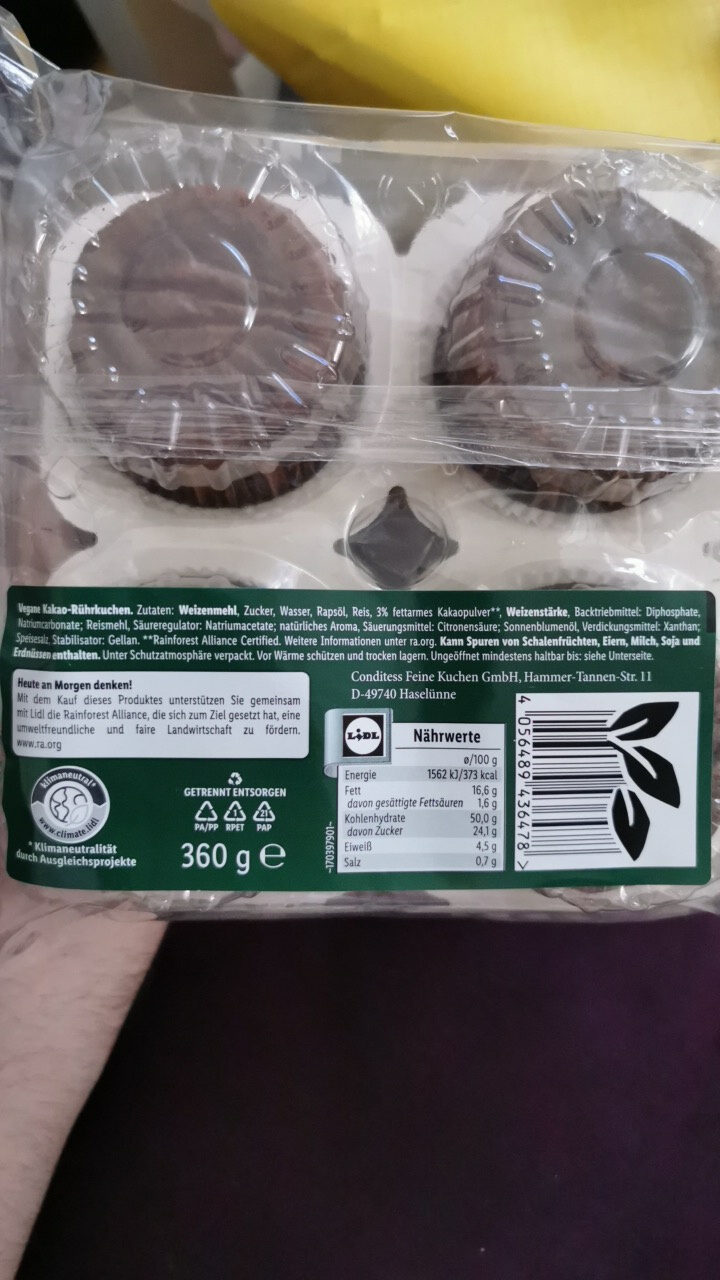 Vegane Kakao-Rührkuchen. Zutaten: Weizenmehl, Zucker, Wasser, Rapsöl, Reis, 3% fettarmes Kakaopulver**, Weizenstärke, Backtriebmittel: Diphosphate,
Natriumcarbonate; Reismehl, Säureregulator: Natriumacetate; natürliches Aroma, Säuerungsmittel: Citronensäure; Sonnenblumenöl, Verdickungsmittel: Xanthan;
Speisesalz, Stabilisator: Gellan. **Rainforest Alliance Certified. Weitere Informationen unter ra.org. Kann Spuren von Schalenfrüchten, Eiern, Milch, Soja und
Erdnüssen enthalten. Unter Schutzatmosphäre verpackt. Vor Wärme schützen und trocken lagern. Ungeöffnet mindestens haltbar bis: siehe Unterseite.
Heute an Morgen denken!
Mit dem Kauf dieses Produktes unterstützen Sie gemeinsam
mit Lidl die Rainforest Alliance, die sich zum Ziel gesetzt hat, eine
umweltfreundliche und faire Landwirtschaft zu fördern.
www.ra.org
Conditess Feine Kuchen GmbH, Hammer-Tannen-Str. 11
D-49740 Haselünne
klimaneutral*
www.climate.lidl
* Klimaneutralität
durch Ausgleichsprojekte
GETRENNT ENTSORGEN
1 21
PA/PP RPET PAP
360 g e
-170397901-
LIDL
Nährwerte
ø/100 g
Energie 1562 kJ/373 kcal
Fett 16,6 g
davon gesättigte Fettsäuren 1,6 g
Kohlenhydrate 50,0 g
davon Zucker 24,1 g
Eiweiß 4,5 g
Salz 0,7 g
4 056489 436478 >